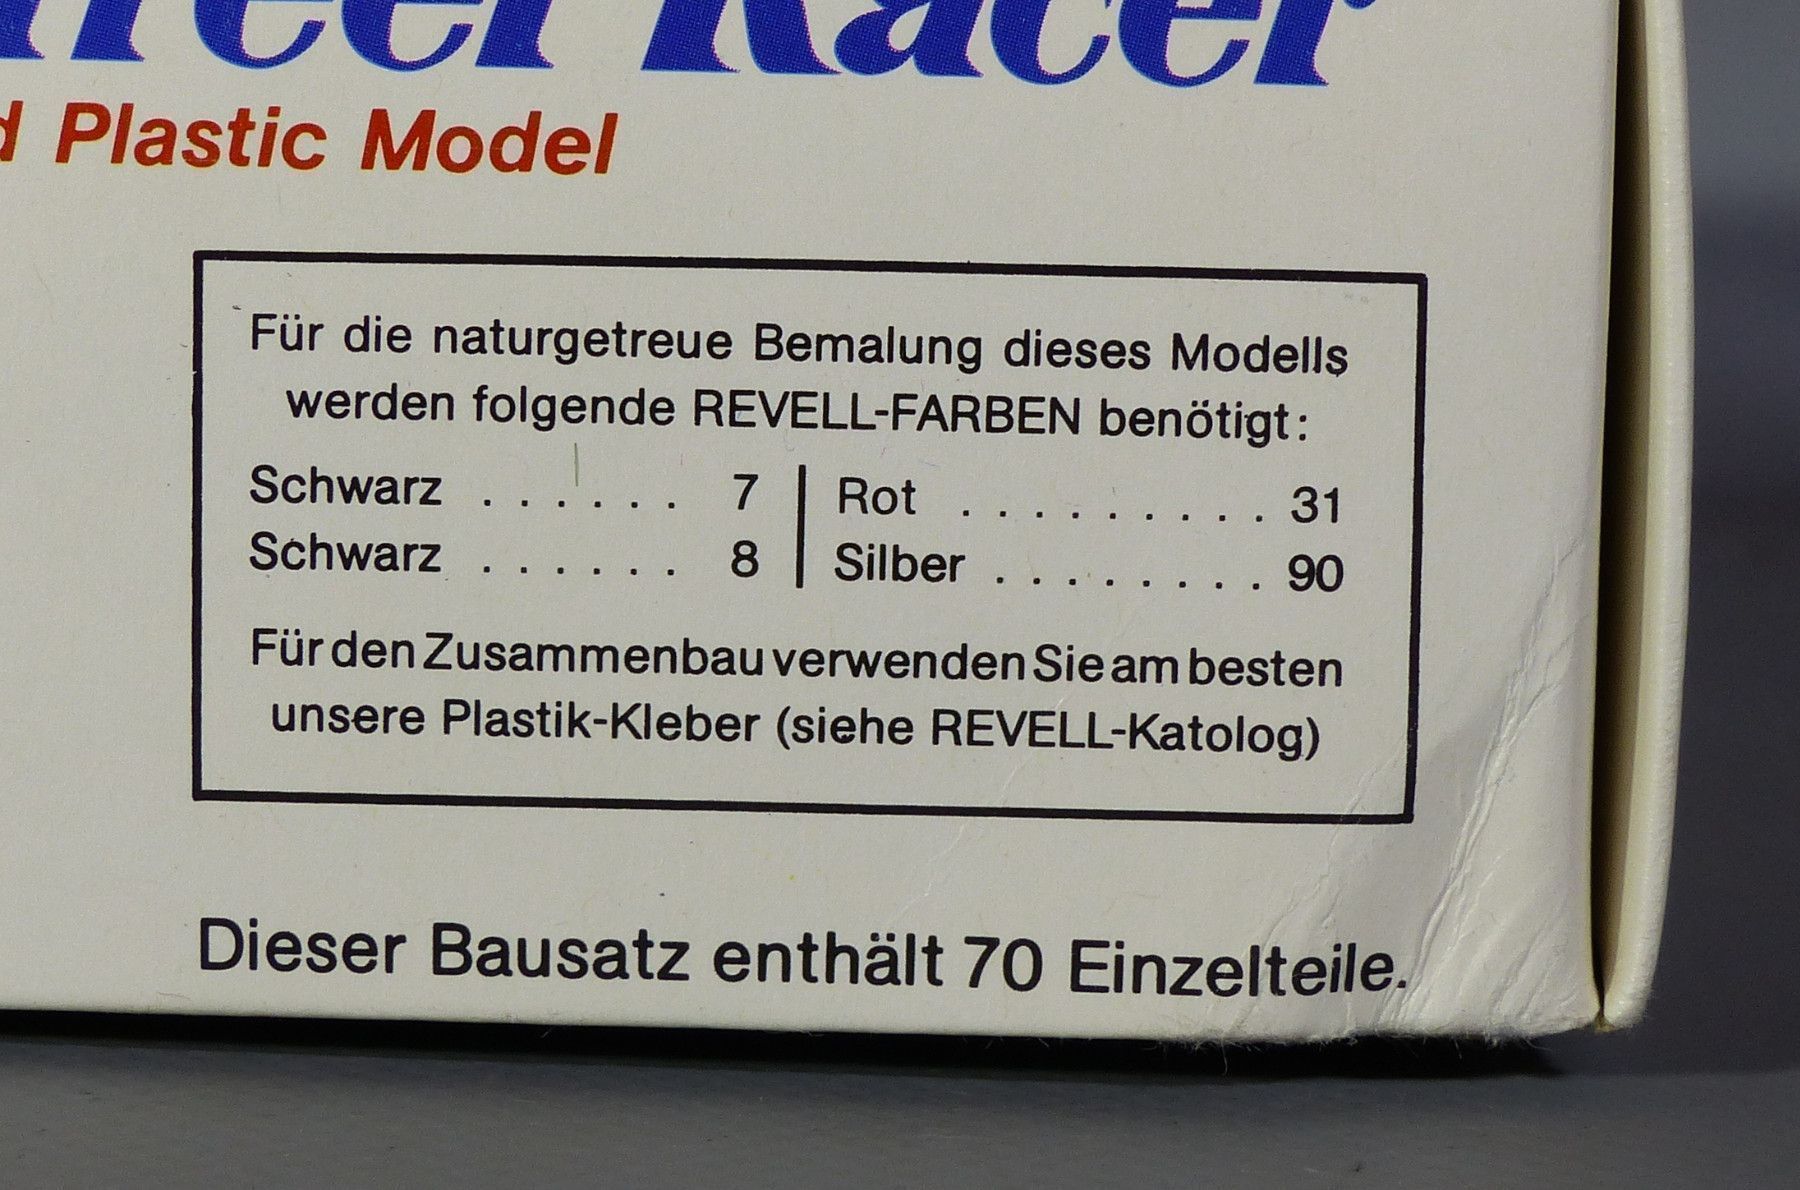 Racer
Plastic Model
Für die naturgetreue Bemalung dieses Modells
werden folgende REVELL-FARBEN benötigt:
Schwarz . . . . . . 7 | Rot . . . . . . . . . 31
Schwarz . . . . . . 8 | Silber . . . . . . . . 90
Für den Zusammenbau verwenden Sie am besten
unsere Plastik-Kleber (siehe REVELL-Katolog)
Dieser Bausatz enthält 70 Einzelteile.